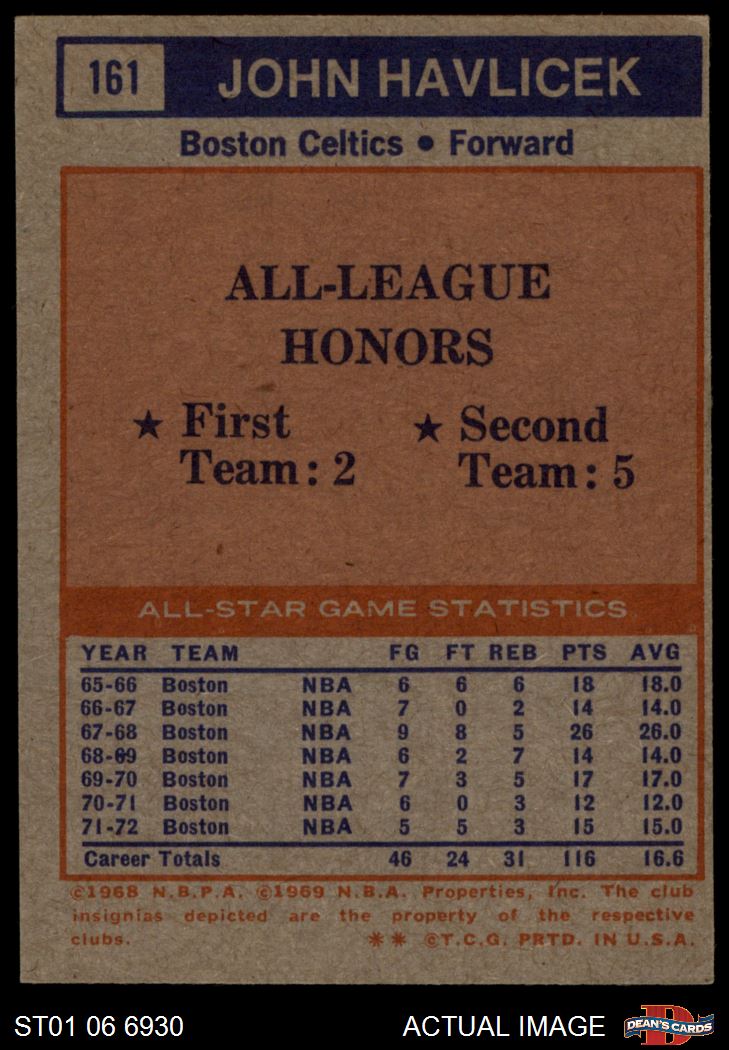 161 JOHN HAVLICEK
Boston Celtics • Forward
ALL-LEAGUE
HONORS
★ First Team: 2
★ Second Team: 5
ALL-STAR GAME STATISTICS
YEAR TEAM FG FT REB PTS AVG
65-66 Boston NBA 6 6 6 18 18.0
66-67 Boston NBA 7 0 2 14 14.0
67-68 Boston NBA 9 8 5 26 26.0
68-69 Boston NBA 6 2 7 14 14.0
69-70 Boston NBA 7 3 5 17 17.0
70-71 Boston NBA 6 0 3 12 12.0
71-72 Boston NBA 5 5 3 15 15.0
Career Totals 46 24 31 116 16.6
©1968 N.B.P.A. ©1969 N.B.A. Properties, Inc. The club
insignias depicted are the property of the respective
clubs. ** ©T.C.G. PRTD. IN U.S.A.
ST01 06 6930 ACTUAL IMAGE DEAN'S CARDS